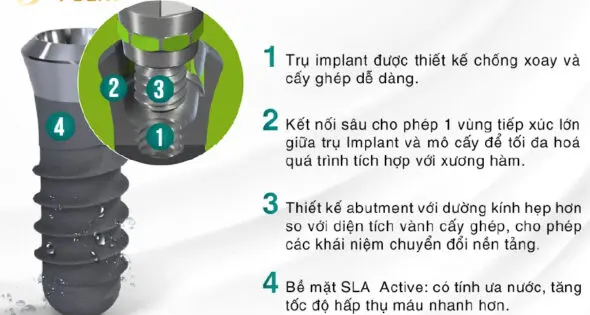 1 Trụ implant được thiết kế chống xoay và
cấy ghép dễ dàng.
2 Kết nối sâu cho phép 1 vùng tiếp xúc lớn
giữa trụ Implant và mô cấy để tối đa hoá
quá trình tích hợp với xương hàm.
3 Thiết kế abutment với dường kính hẹp hơn
so với diện tích vành cấy ghép, cho phép
các khái niệm chuyển đổi nền tảng.
4 Bề mặt SLA Active: có tính ưa nước, tăng
tốc độ hấp thụ máu nhanh hơn.
2
3
1
4